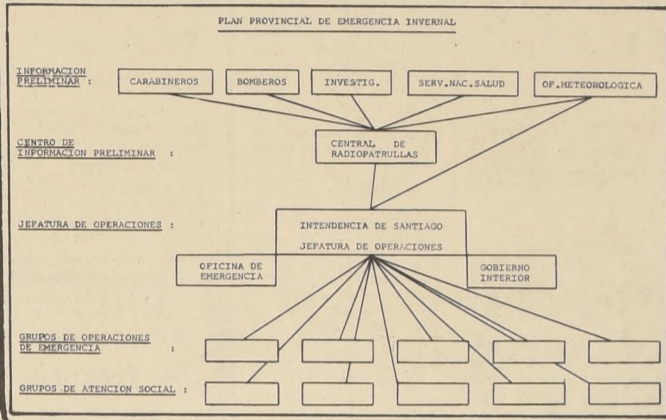 PLAN PROVINCIAL DE EMERGENCIA INVERNAL
INFORMACION
PRELIMINAR :
CARABINEROS
BOMBEROS
INVESTIG.
SERV.NAC.SALUD
OF.METEOROLOGICA
CENTRO DE
INFORMACION PRELIMINAR :
CENTRAL DE
RADIOPATRULLAS
JEFATURA DE OPERACIONES :
INTENDENCIA DE SANTIAGO
JEFATURA DE OPERACIONES
OFICINA DE
EMERGENCIA
GOBIERNO
INTERIOR
GRUPOS DE OPERACIONES
DE EMERGENCIA :
GRUPOS DE ATENCION SOCIAL :